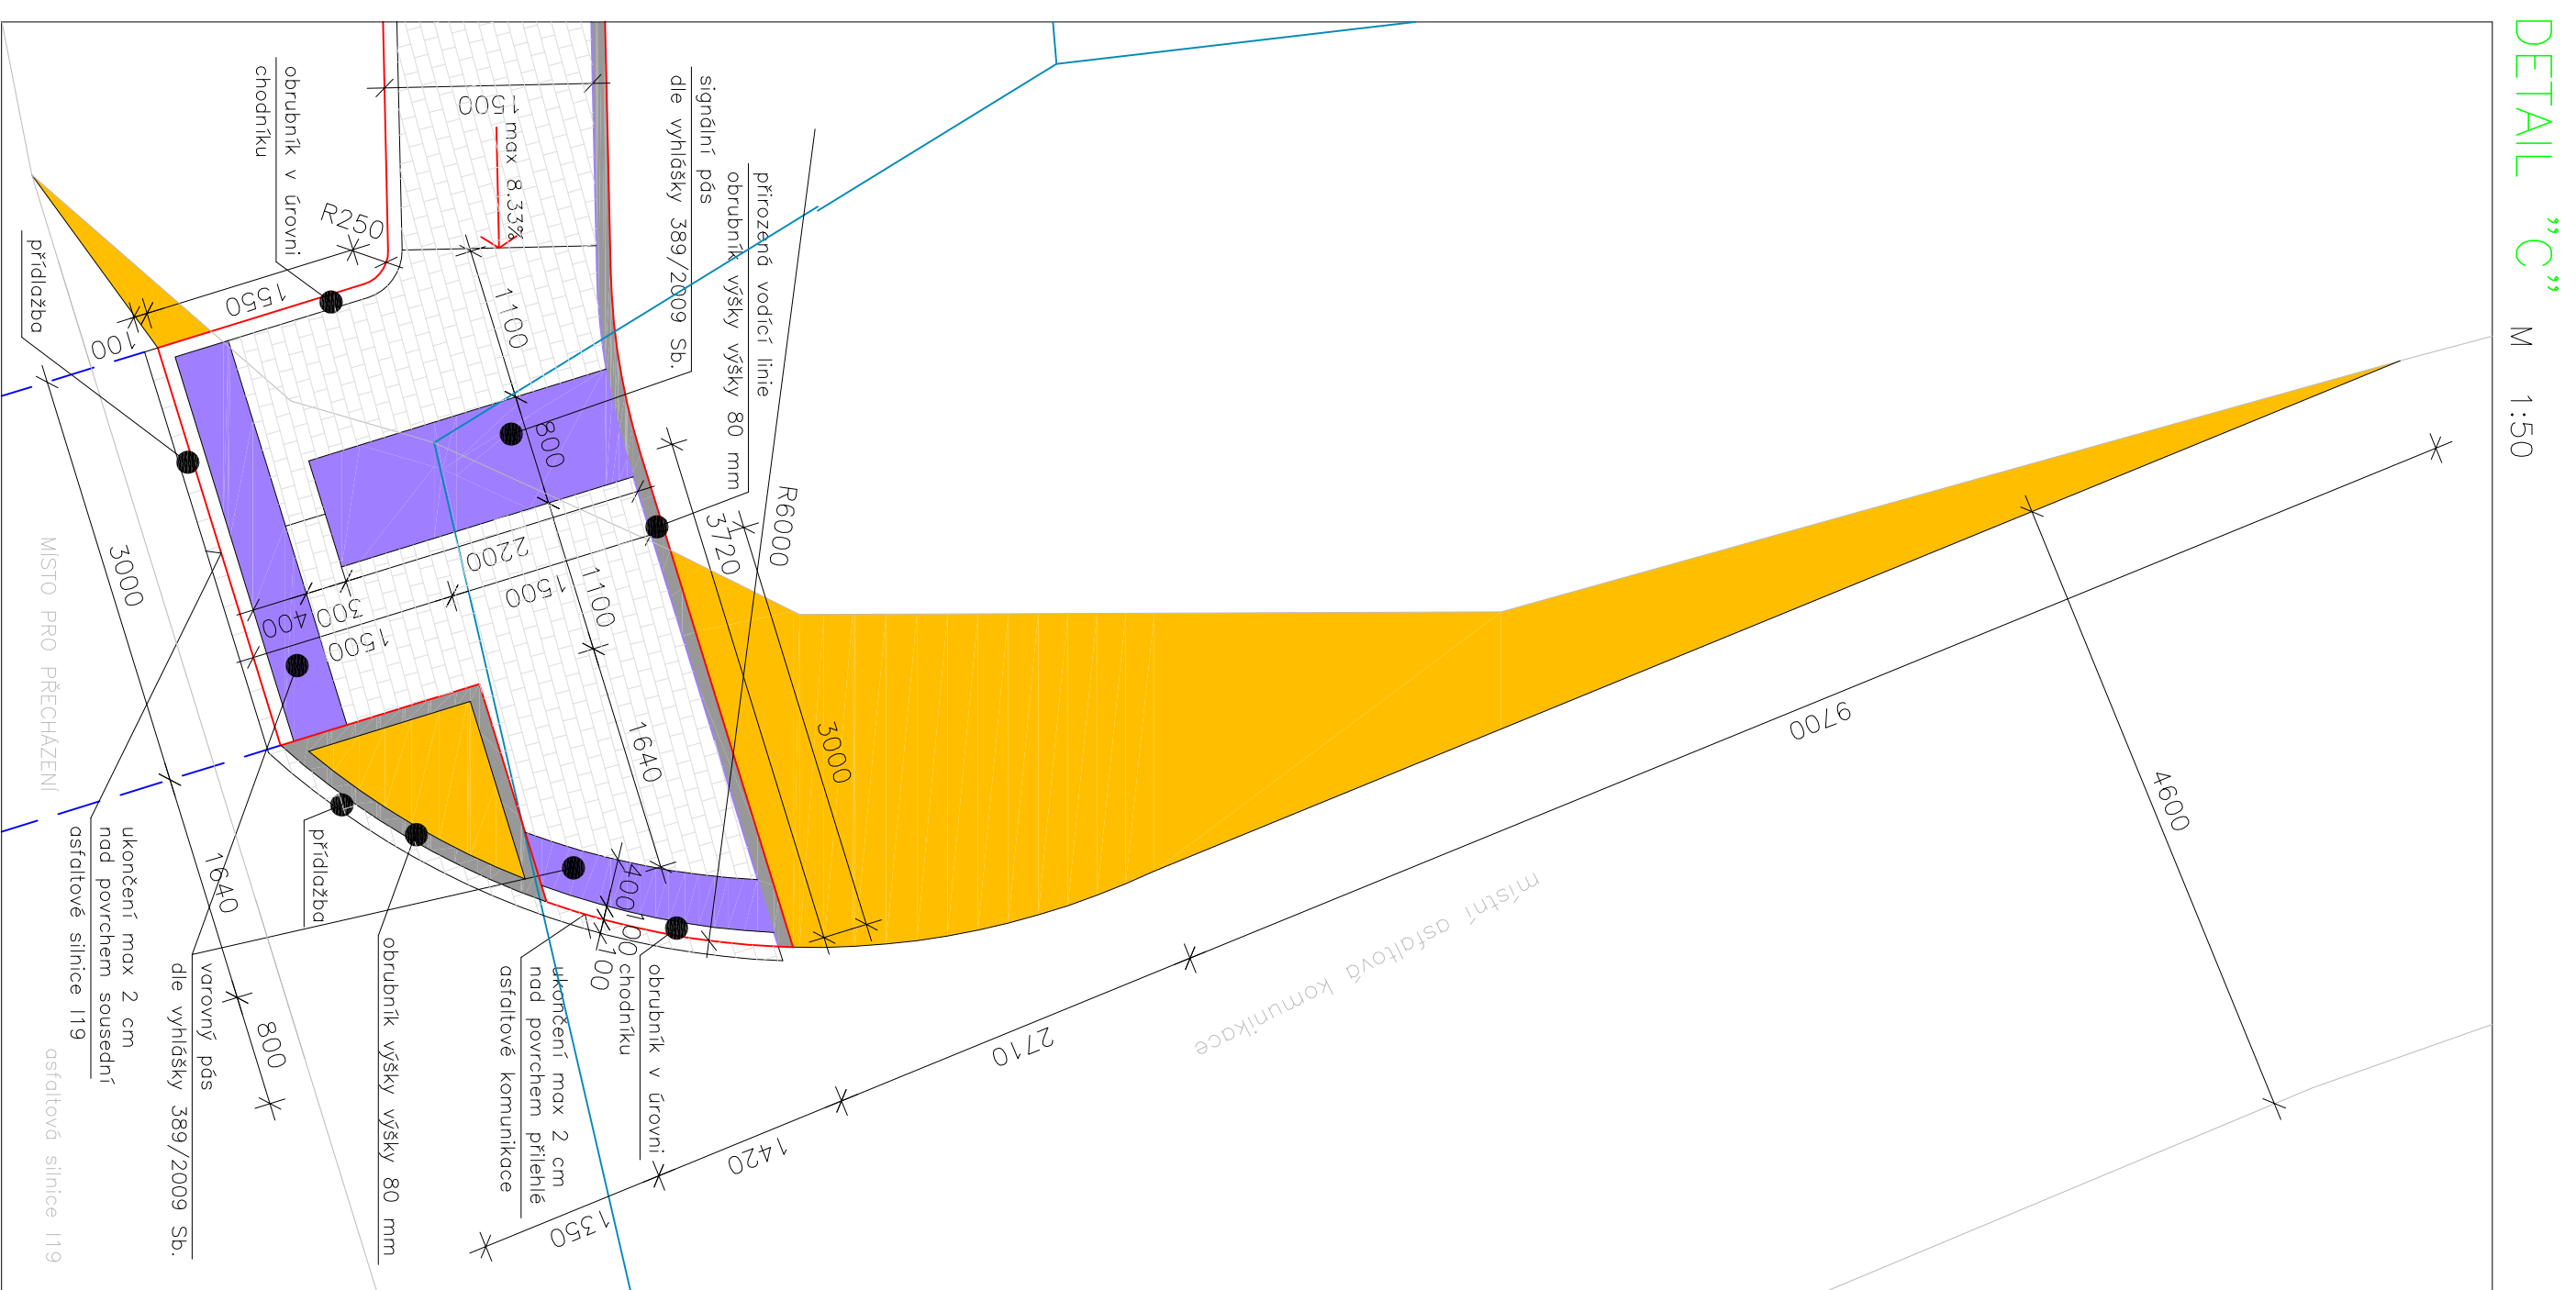 DETAIL „C” M 1:50
signální pás
dle vyhlášky 389/2009 Sb.
přirozená vodící linie
obrubník výšky výšky 80 mm
obrubník v úrovni
chodníku
přídlažba
max 8.33%
1500
R250
1550
100
1100
800
2200
1500
300
400
1500
1100
1640
3720
3000
R6000
400
100
100
3000
1640
800
9700
4600
2710
1420
1350
MÍSTO PRO PŘECHÁZENÍ
asfaltová silnice I19
místní asfaltová komunikace
ukončení max 2 cm
nad povrchem sousední
asfaltové silnice I19
varovný pás
dle vyhlášky 389/2009 Sb.
přídlažba
obrubník výšky výšky 80 mm
ukončení max 2 cm
nad povrchem přilehlé
asfaltové komunikace
obrubník v úrovni
chodníku